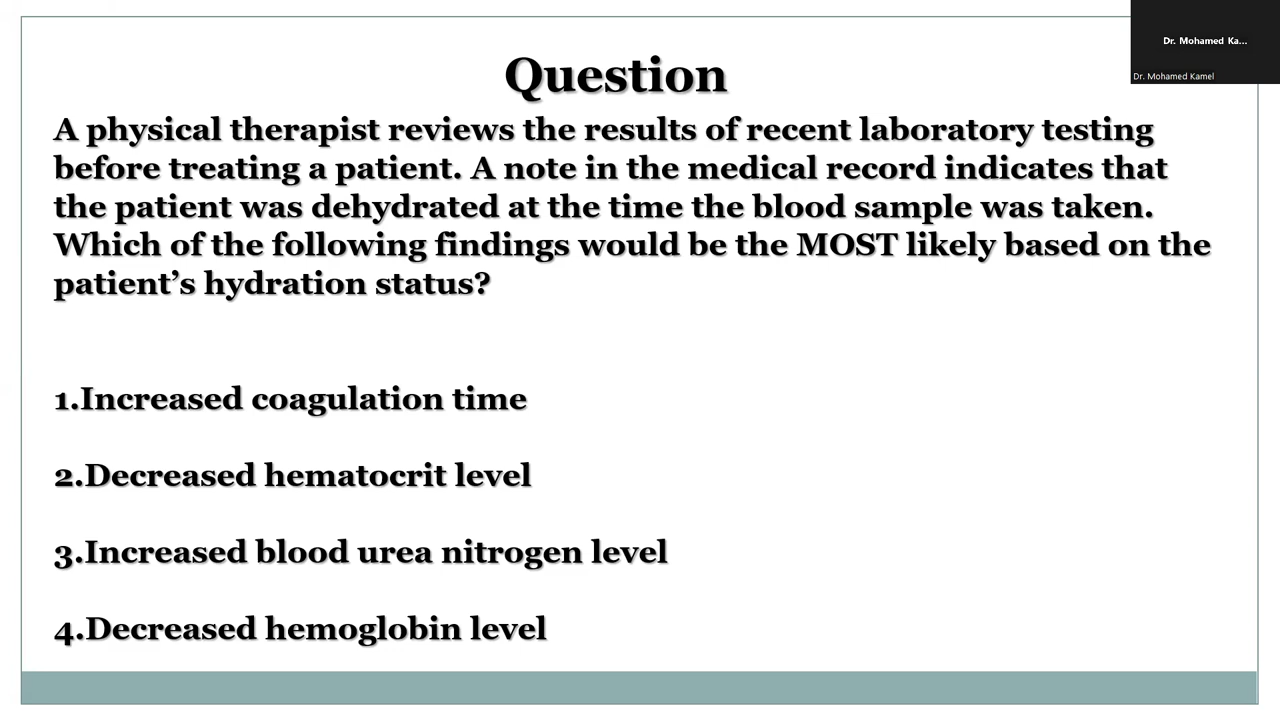 Dr. Mohamed Ka...
Dr. Mohamed Kamel
Question
A physical therapist reviews the results of recent laboratory testing
before treating a patient. A note in the medical record indicates that
the patient was dehydrated at the time the blood sample was taken.
Which of the following findings would be the MOST likely based on the
patient’s hydration status?
1.Increased coagulation time
2.Decreased hematocrit level
3.Increased blood urea nitrogen level
4.Decreased hemoglobin level